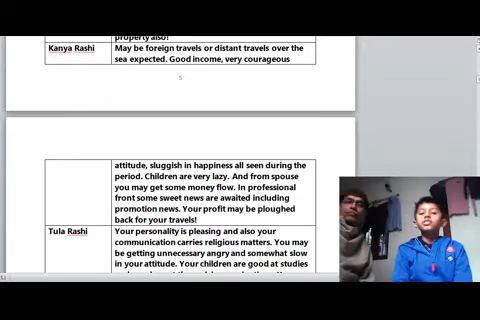 property also!
Kanya Rashi
May be foreign travels or distant travels over the
sea expected. Good income, very courageous
5
attitude, sluggish in happiness all seen during the
period. Children are very lazy. And from spouse
you may get some money flow. In professional
front some sweet news are awaited including
promotion news. Your profit may be ploughed
back for your travels!
Tula Rashi
Your personality is pleasing and also your
communication carries religious matters. You may
be getting unnecessary angry and somewhat slow
in your attitude. Your children are good at studies